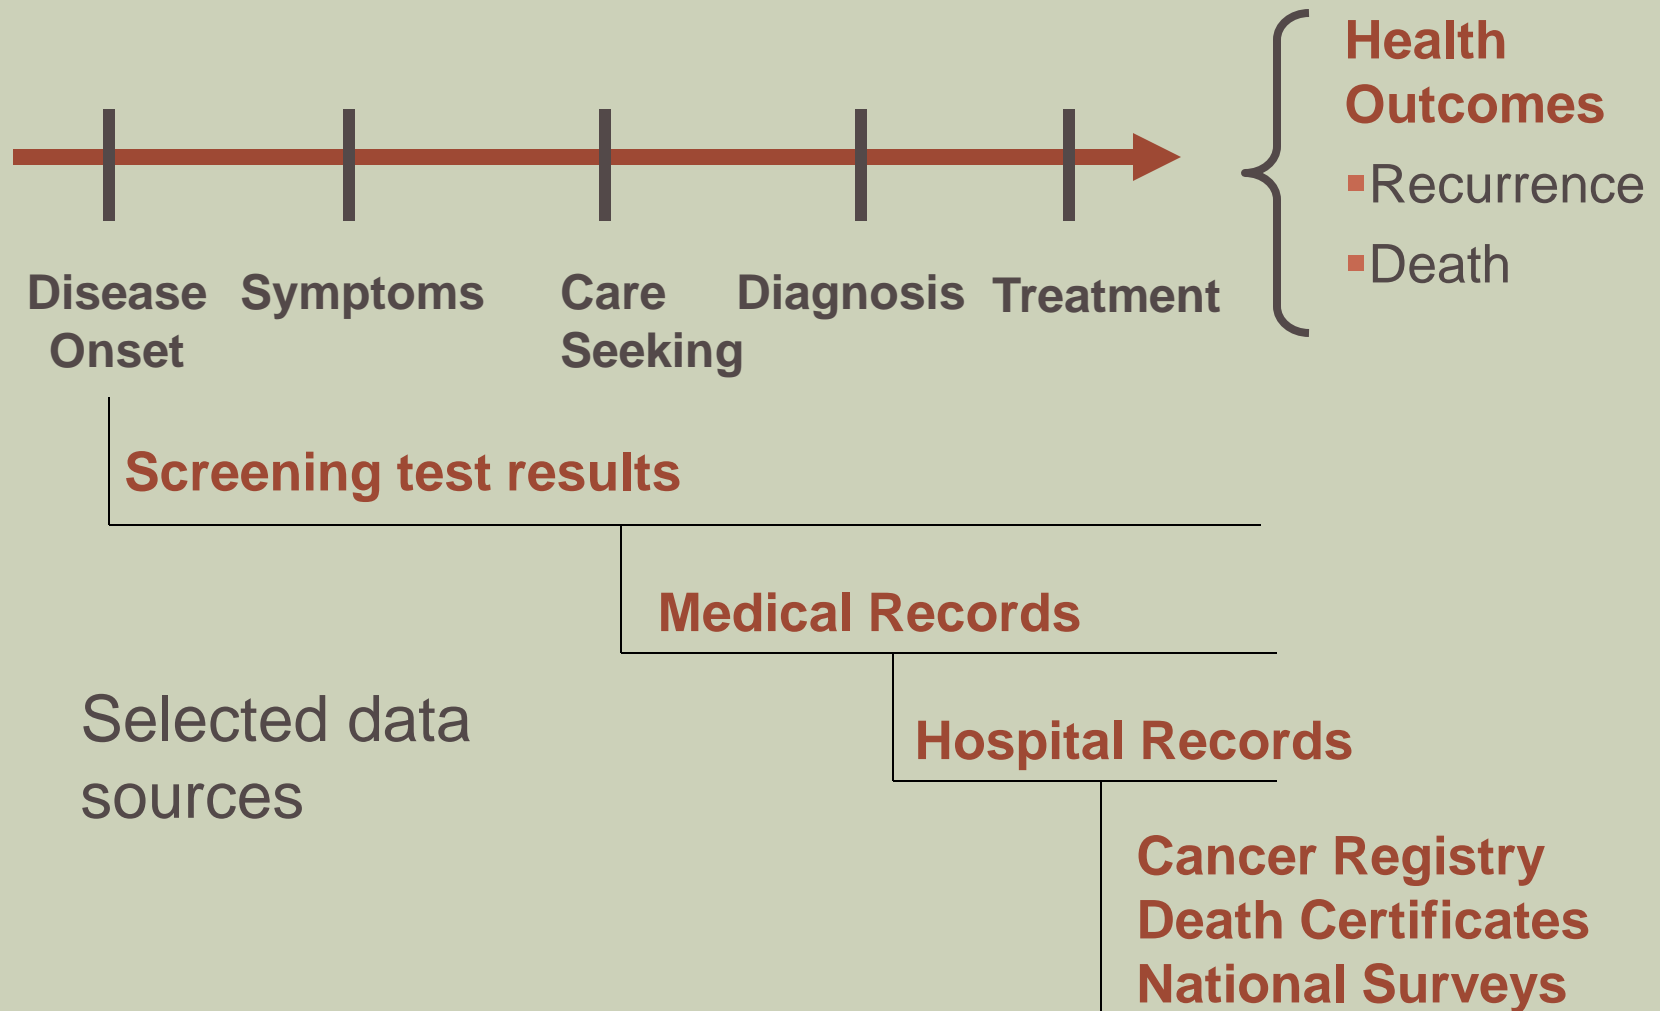 Health
Outcomes
▪Recurrence
▪Death
Disease
Onset
Symptoms
Care
Seeking
Diagnosis
Treatment
Screening test results
Medical Records
Selected data
sources
Hospital Records
Cancer Registry
Death Certificates
National Surveys